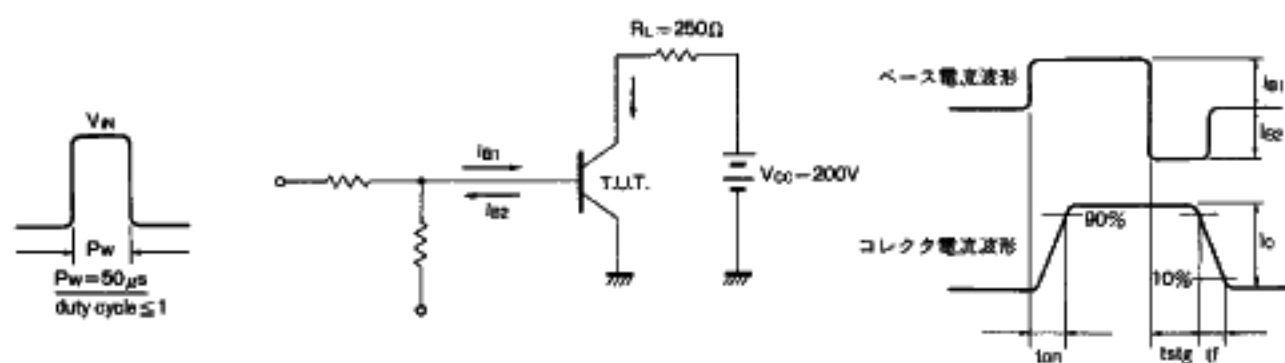 VIN
PW
PW=50μs
duty cycle≦1
RL=250Ω
iB1
iB2
T.U.T.
VCC=200V
ベース電流波形
IB1
IB2
コレクタ電流波形
90%
10%
IC
ton
tstg
tf